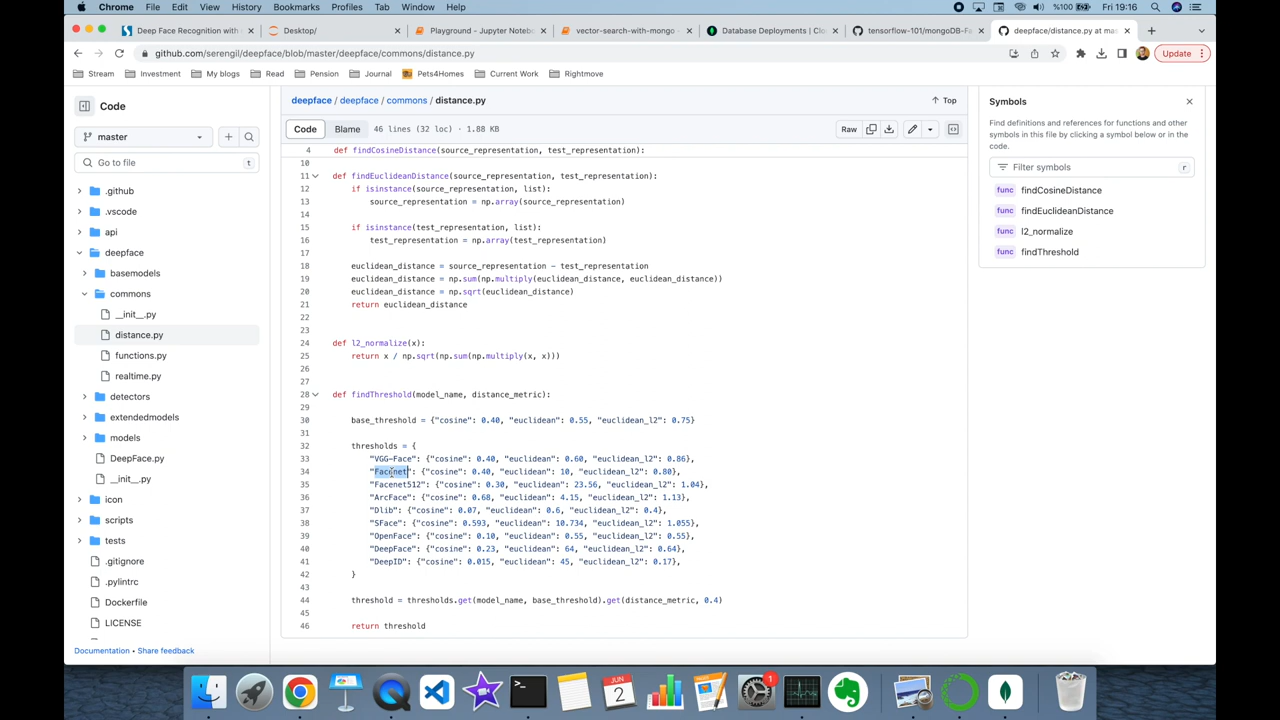 Chrome File Edit View History Bookmarks Profiles Tab Window Help %100 Fri 19:16
Deep Face Recognition with Desktop/ Playground - Jupyter Notebo vector-search-with-mongo Database Deployments | Clo tensorflow-101/mongoDB-Fa deepface/distance.py at mas
github.com/serengil/deepface/blob/master/deepface/commons/distance.py Update
Stream Investment My blogs Read Pension Journal Pets4Homes Current Work Rightmove
Code
master
Go to file t
.github
.vscode
api
deepface
basemodels
commons
__init__.py
distance.py
functions.py
realtime.py
detectors
extendedmodels
models
DeepFace.py
__init__.py
icon
scripts
tests
.gitignore
.pylintrc
Dockerfile
LICENSE
Documentation • Share feedback
deepface / deepface / commons / distance.py Top
Code Blame 46 lines (32 loc) · 1.88 KB Raw
4 def findCosineDistance(source_representation, test_representation):
10
11 def findEuclideanDistance(source_representation, test_representation):
12 if isinstance(source_representation, list):
13 source_representation = np.array(source_representation)
14
15 if isinstance(test_representation, list):
16 test_representation = np.array(test_representation)
17
18 euclidean_distance = source_representation - test_representation
19 euclidean_distance = np.sum(np.multiply(euclidean_distance, euclidean_distance))
20 euclidean_distance = np.sqrt(euclidean_distance)
21 return euclidean_distance
22
23
24 def l2_normalize(x):
25 return x / np.sqrt(np.sum(np.multiply(x, x)))
26
27
28 def findThreshold(model_name, distance_metric):
29
30 base_threshold = {"cosine": 0.40, "euclidean": 0.55, "euclidean_l2": 0.75}
31
32 thresholds = {
33 "VGG-Face": {"cosine": 0.40, "euclidean": 0.60, "euclidean_l2": 0.86},
34 "Facenet": {"cosine": 0.40, "euclidean": 10, "euclidean_l2": 0.80},
35 "Facenet512": {"cosine": 0.30, "euclidean": 23.56, "euclidean_l2": 1.04},
36 "ArcFace": {"cosine": 0.68, "euclidean": 4.15, "euclidean_l2": 1.13},
37 "Dlib": {"cosine": 0.07, "euclidean": 0.6, "euclidean_l2": 0.4},
38 "SFace": {"cosine": 0.593, "euclidean": 10.734, "euclidean_l2": 1.055},
39 "OpenFace": {"cosine": 0.10, "euclidean": 0.55, "euclidean_l2": 0.55},
40 "DeepFace": {"cosine": 0.23, "euclidean": 64, "euclidean_l2": 0.64},
41 "DeepID": {"cosine": 0.015, "euclidean": 45, "euclidean_l2": 0.17},
42 }
43
44 threshold = thresholds.get(model_name, base_threshold).get(distance_metric, 0.4)
45
46 return threshold
Symbols
Find definitions and references for functions and other
symbols in this file by clicking a symbol below or in the
code.
Filter symbols r
func findCosineDistance
func findEuclideanDistance
func l2_normalize
func findThreshold
JUN
2
1